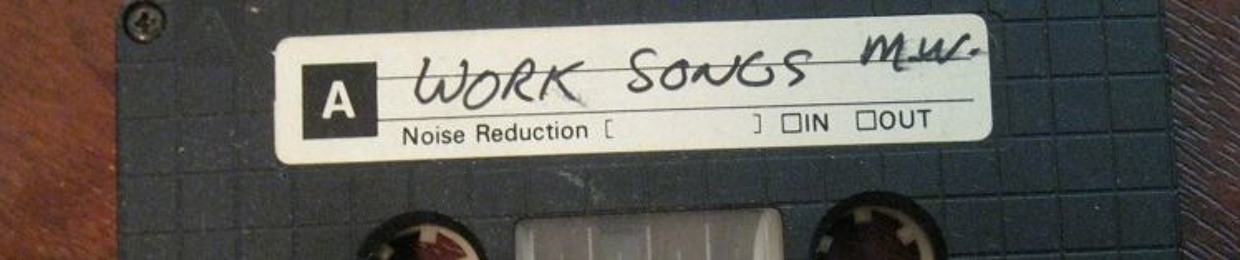 A WORK SONGS M.W.
Noise Reduction [ ] ☐IN ☐OUT